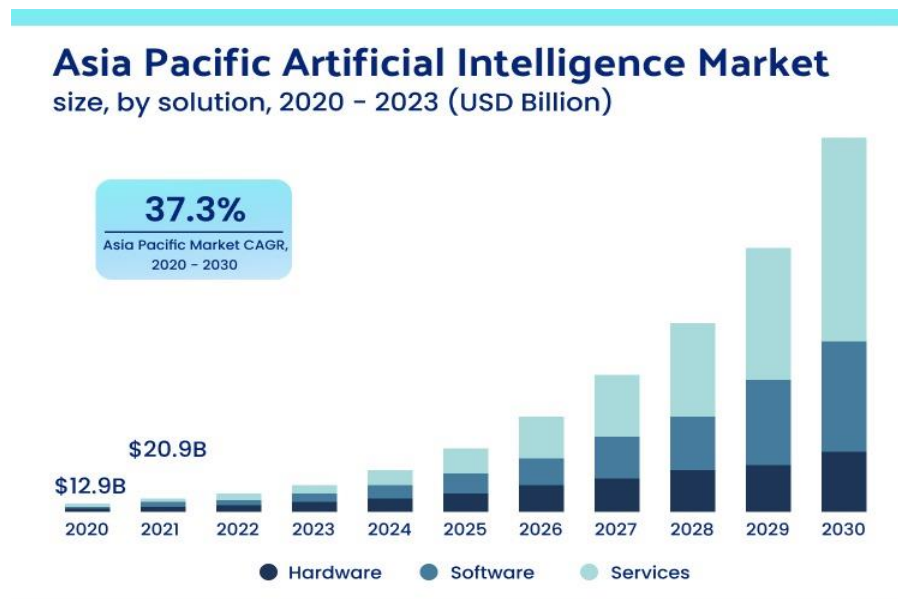 Asia Pacific Artificial Intelligence Market
size, by solution, 2020 - 2023 (USD Billion)
37.3%
Asia Pacific Market CAGR,
2020 - 2030
$20.9B
$12.9B
2020 2021 2022 2023 2024 2025 2026 2027 2028 2029 2030
Hardware Software Services